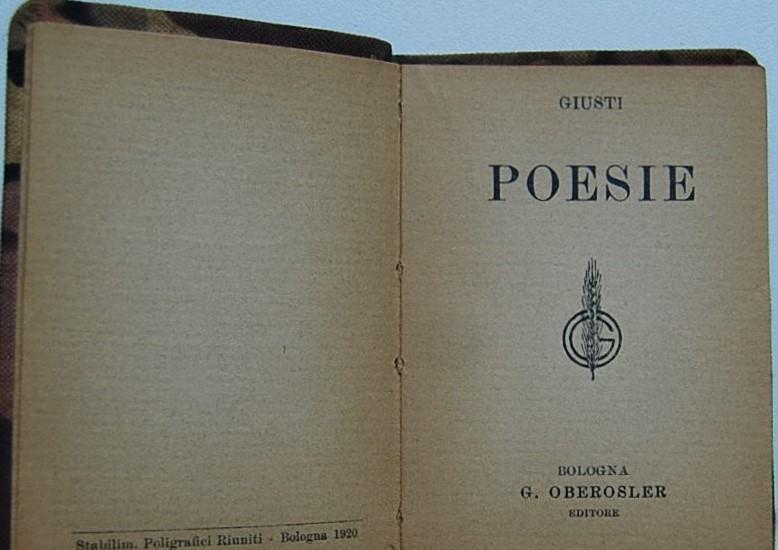 Stabilim. Poligrafici Riuniti - Bologna 1920
GIUSTI
POESIE
G
BOLOGNA
G. OBEROSLER
EDITORE